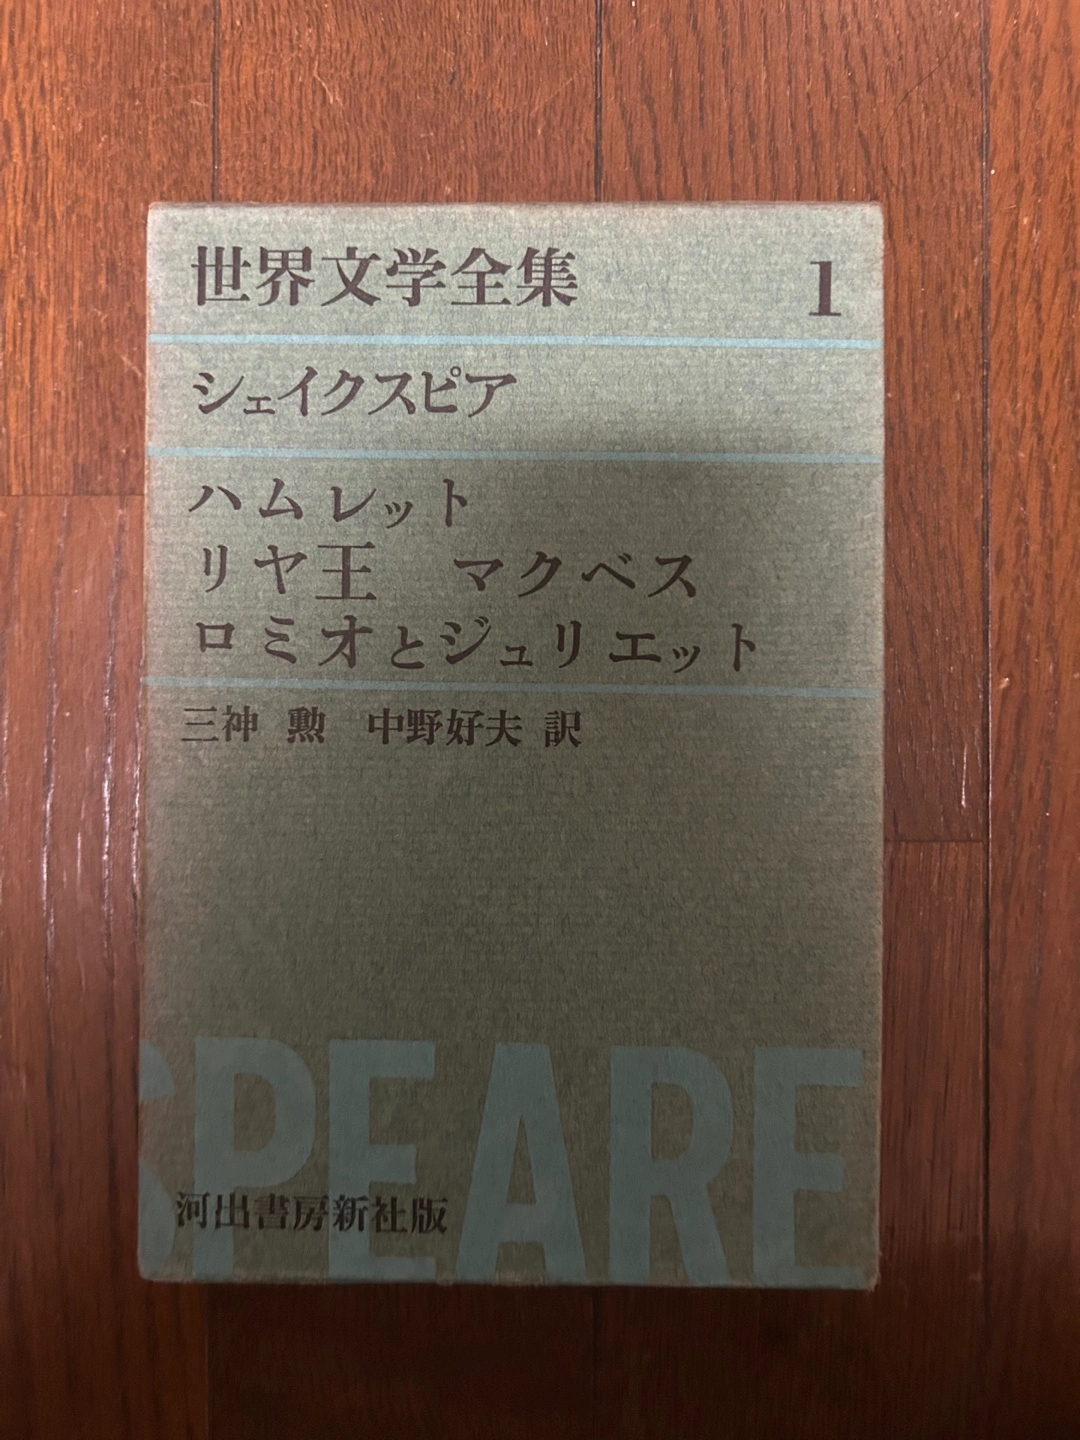 世界文学全集 1
シェイクスピア
ハムレット
リヤ王 マクベス
ロミオとジュリエット
三神 勲 中野好夫 訳
SPEARE
河出書房新社版